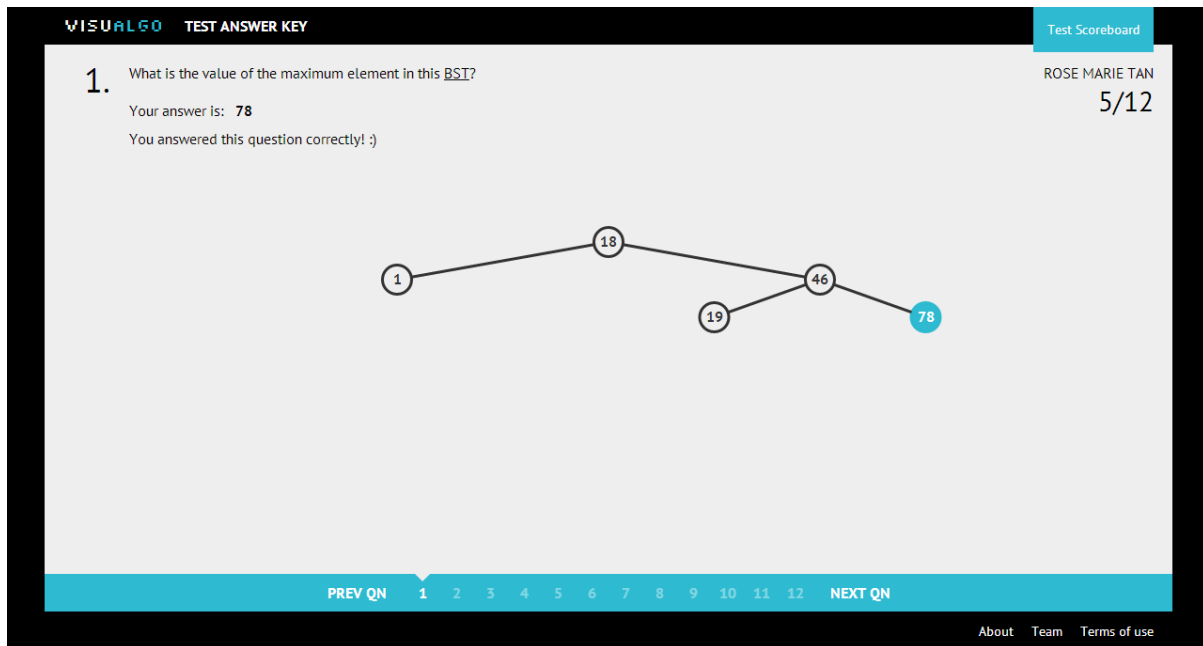 VISUALGO TEST ANSWER KEY
Test Scoreboard
1. What is the value of the maximum element in this BST?
ROSE MARIE TAN
5/12
Your answer is: 78
You answered this question correctly! :)
18
1
46
19
78
PREV QN 1 2 3 4 5 6 7 8 9 10 11 12 NEXT QN
About Team Terms of use